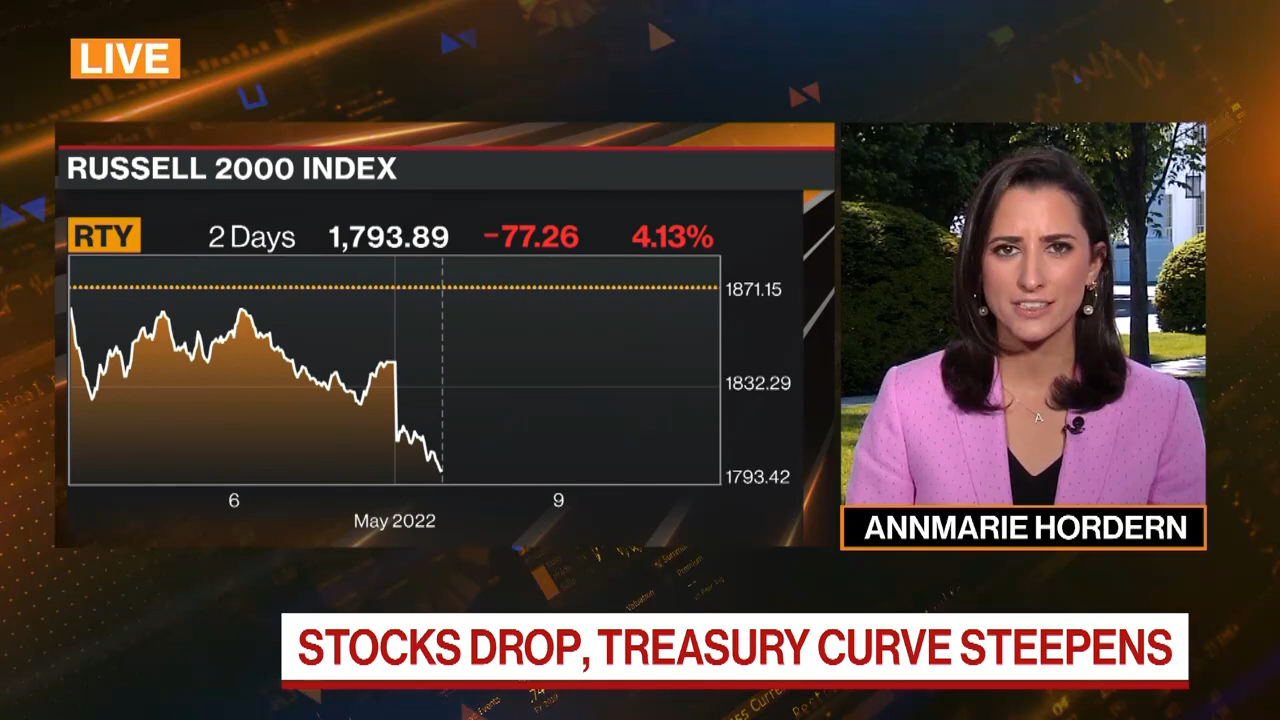 LIVE
RUSSELL 2000 INDEX
RTY 2 Days 1,793.89 -77.26 4.13%
1871.15
1832.29
1793.42
6 9
May 2022
A
ANNMARIE HORDERN
STOCKS DROP, TREASURY CURVE STEEPENS
Valuation